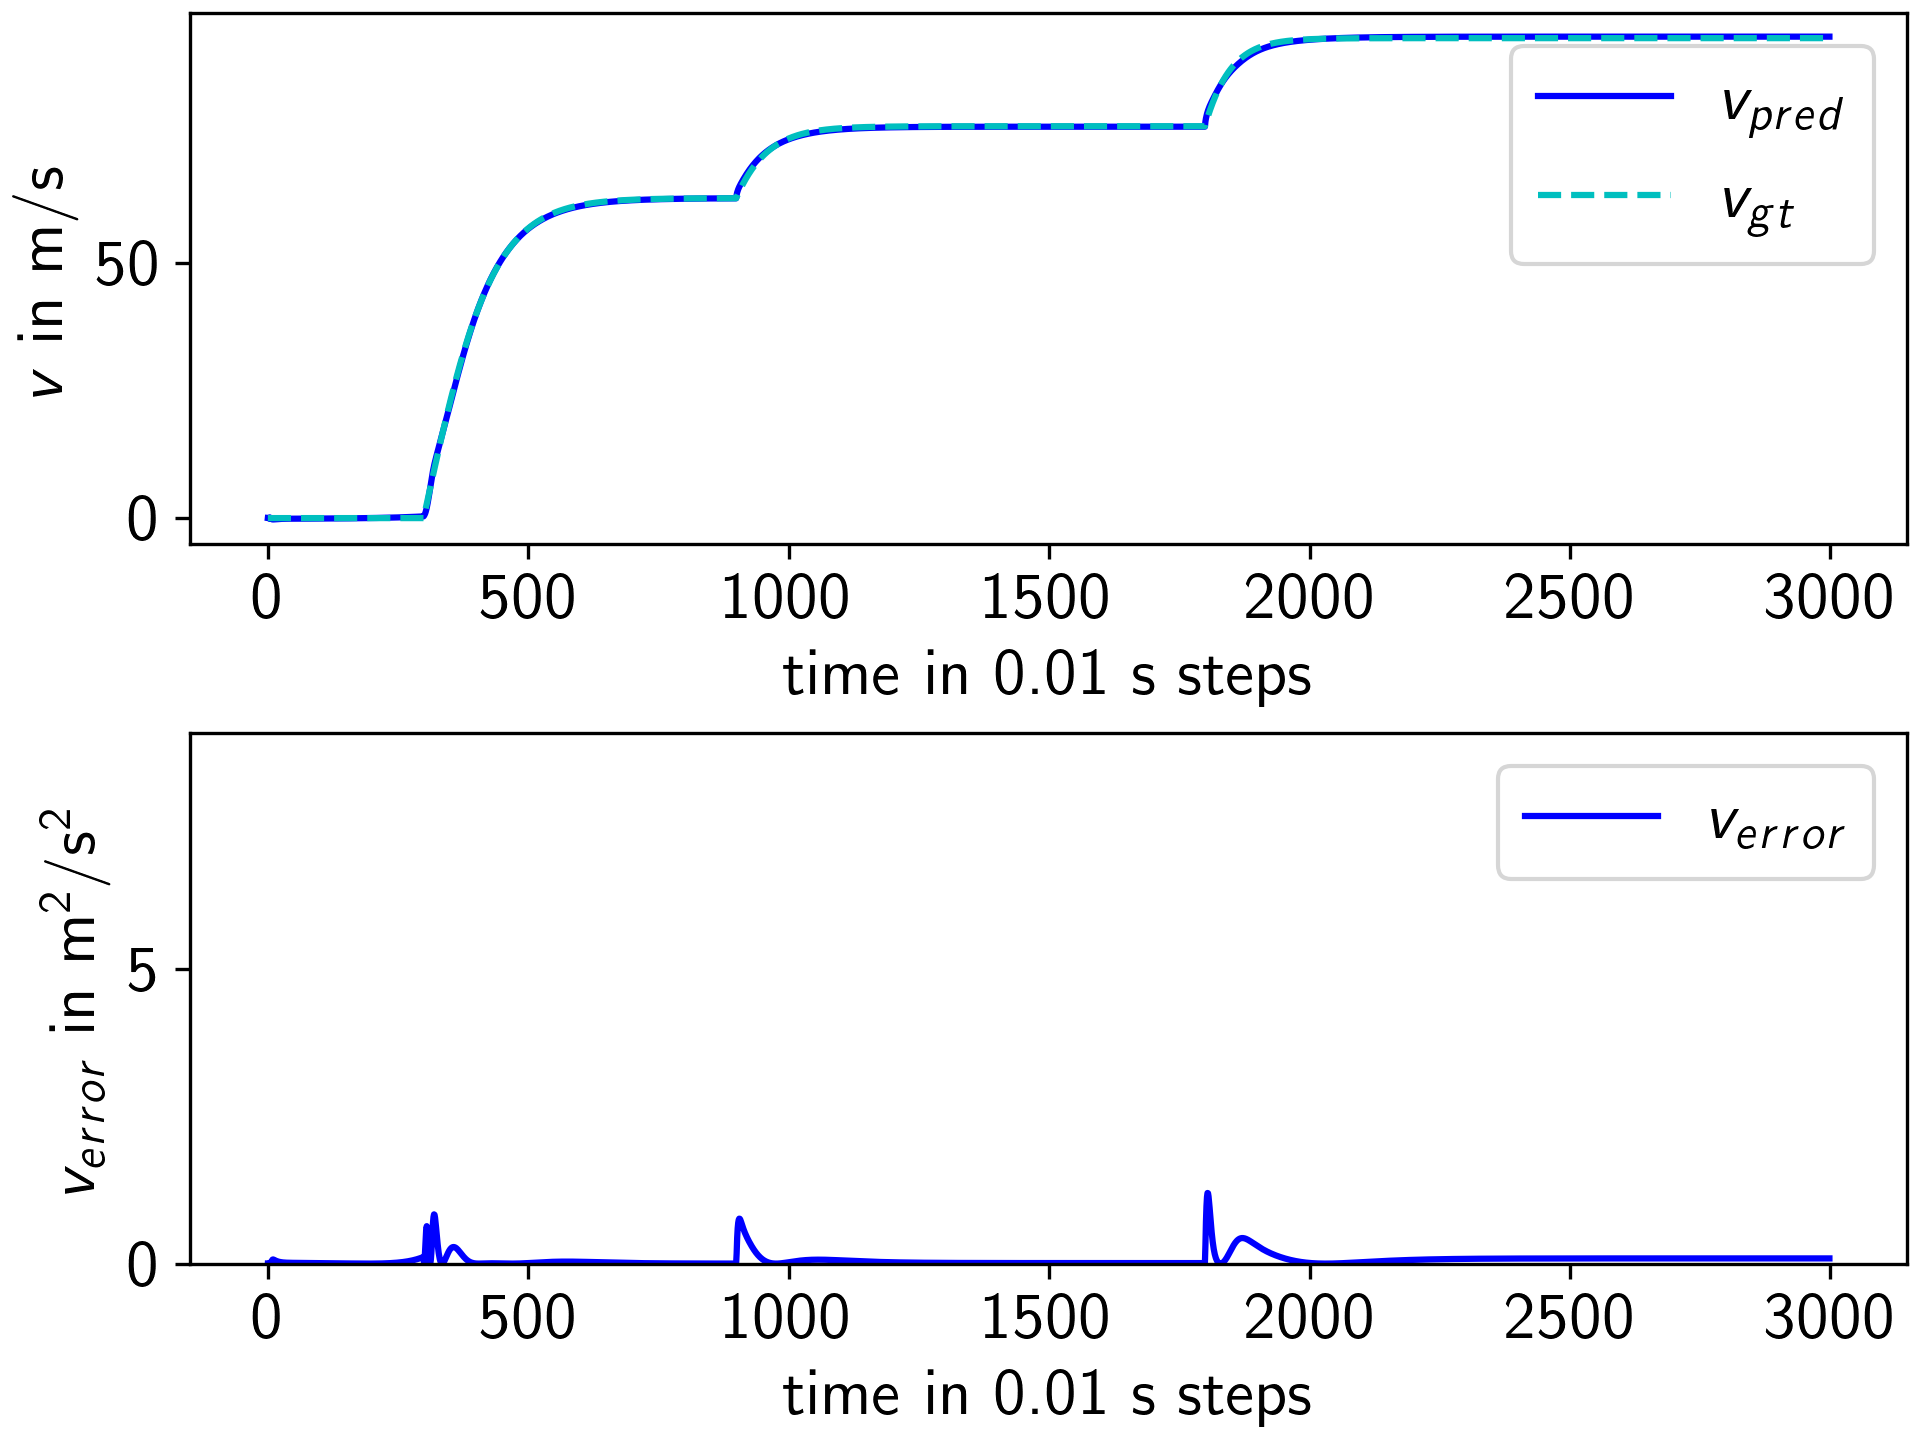 v in m/s
50
0
v_pred
v_gt
0 500 1000 1500 2000 2500 3000
time in 0.01 s steps
v_error in m²/s²
5
0
v_error
0 500 1000 1500 2000 2500 3000
time in 0.01 s steps